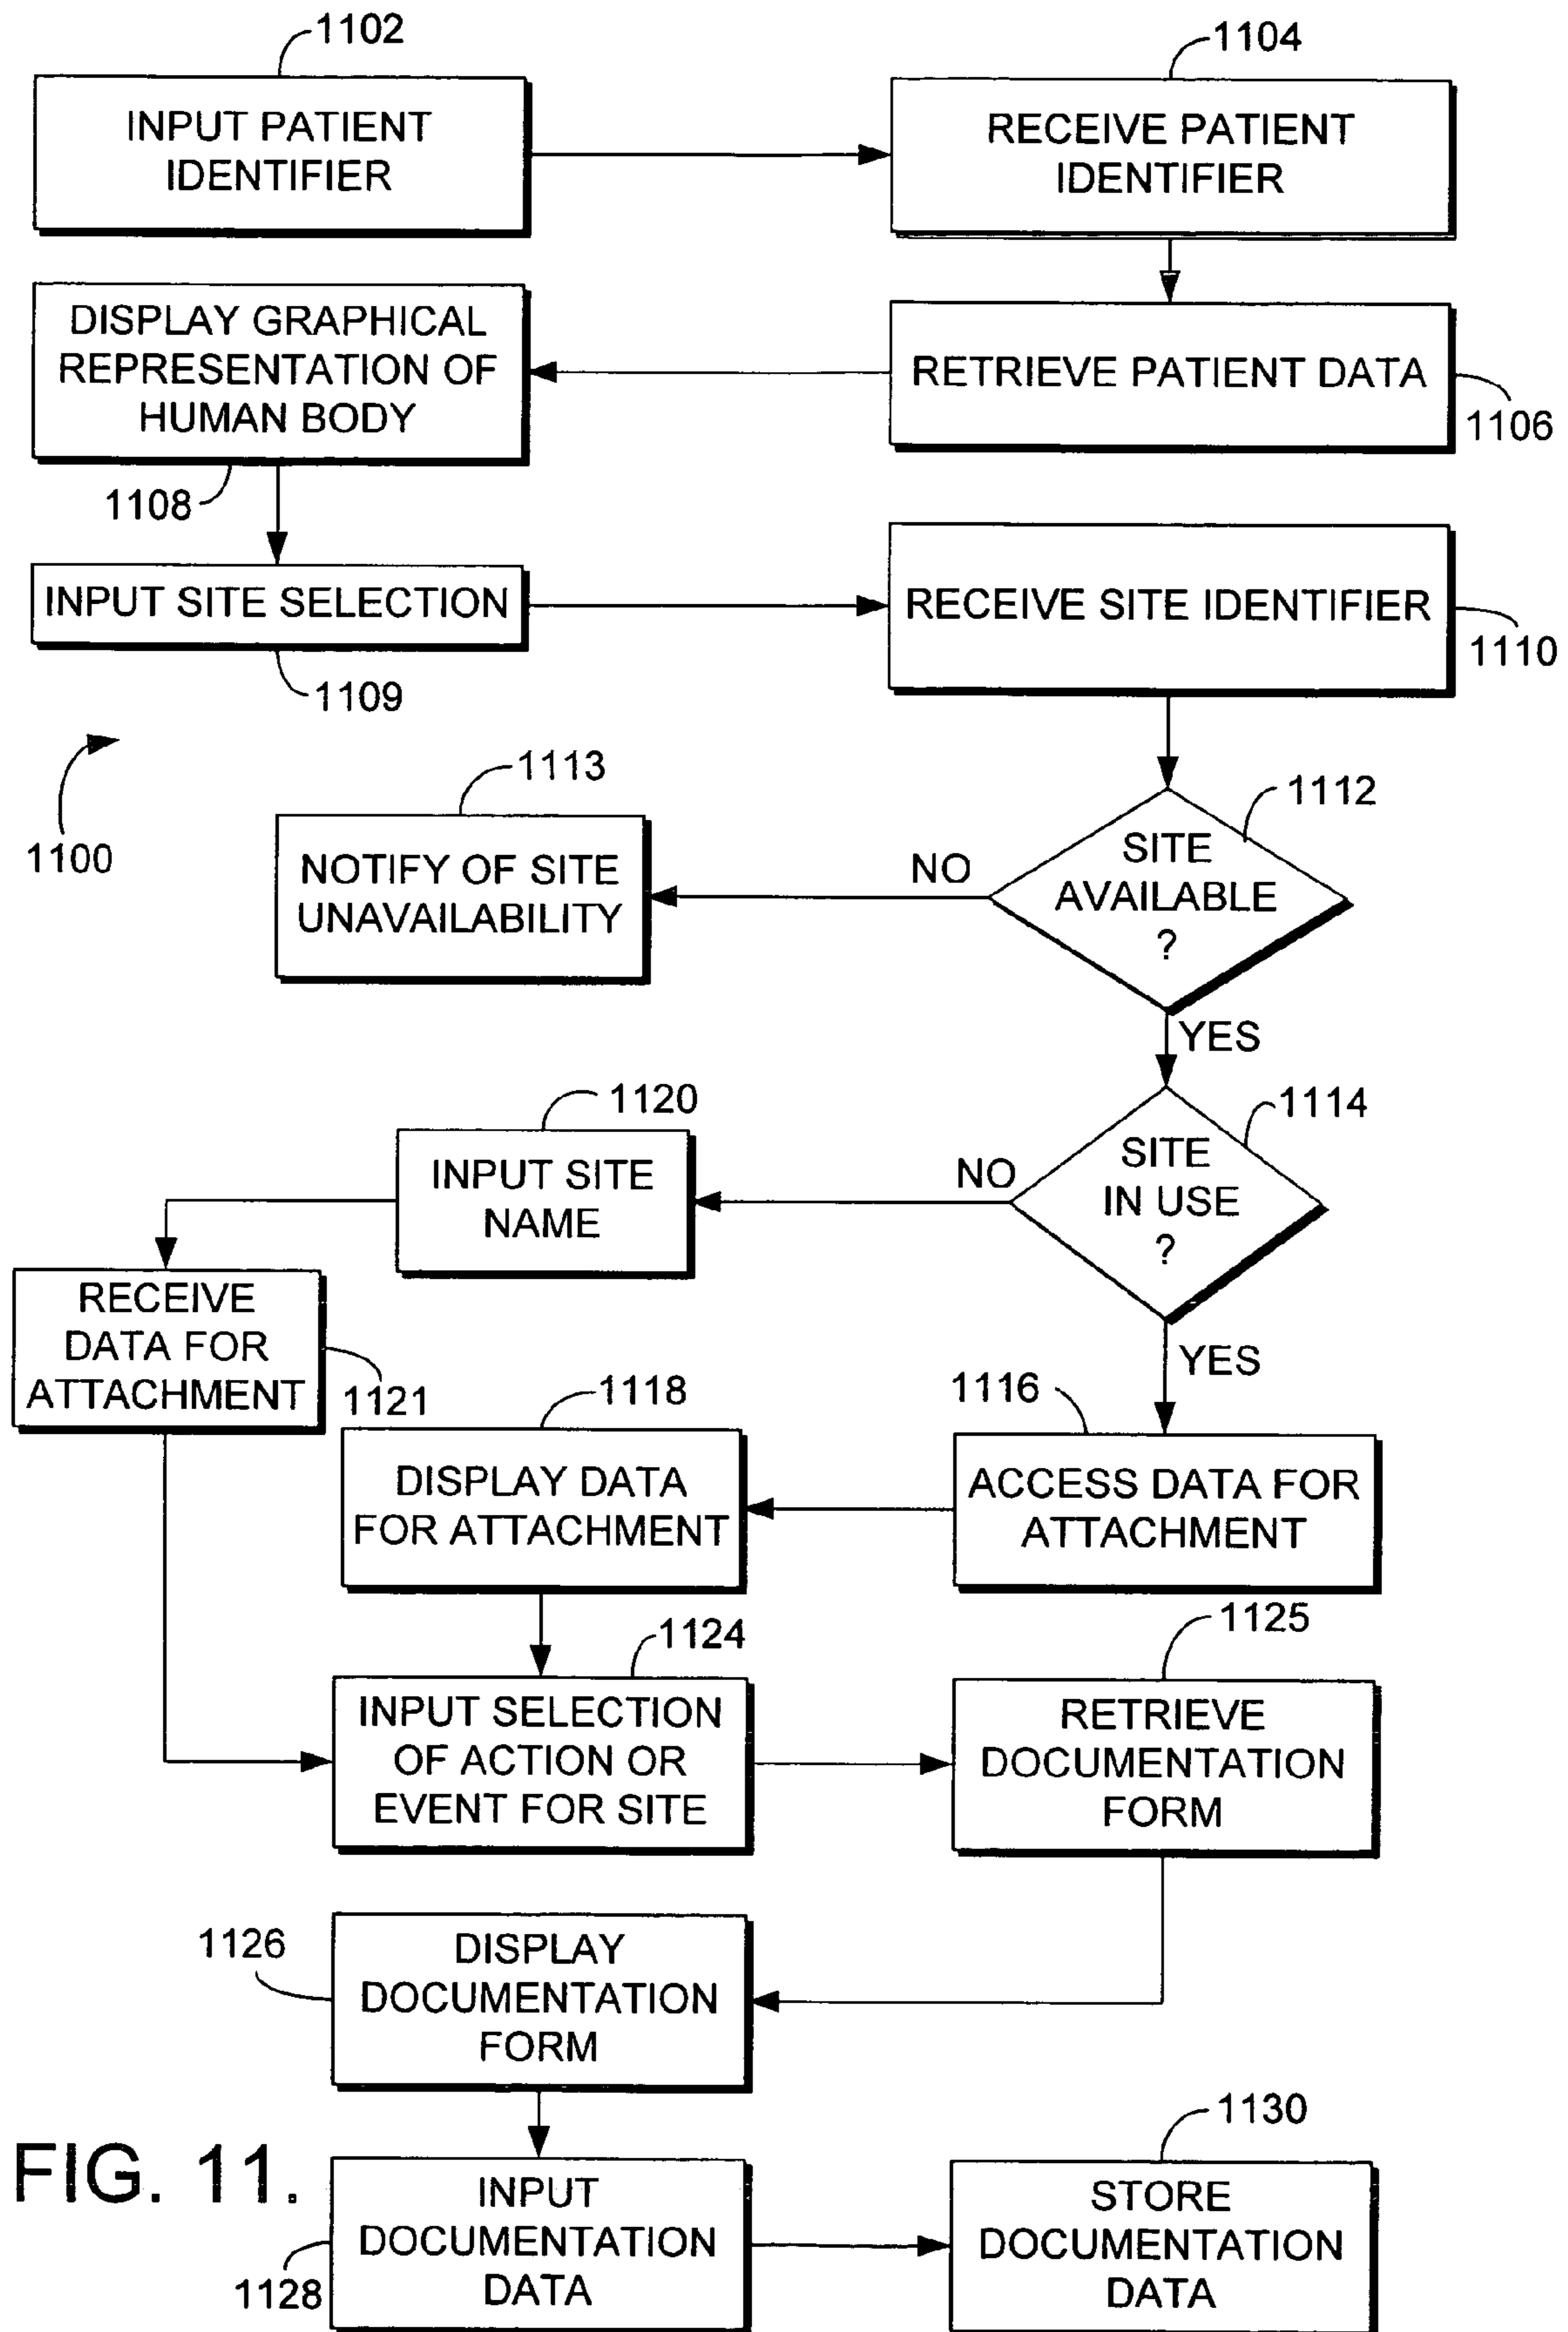 1102
INPUT PATIENT
IDENTIFIER
1104
RECEIVE PATIENT
IDENTIFIER
DISPLAY GRAPHICAL
REPRESENTATION OF
HUMAN BODY
1108
RETRIEVE PATIENT DATA
1106
INPUT SITE SELECTION
1109
RECEIVE SITE IDENTIFIER
1110
1100
1113
NOTIFY OF SITE
UNAVAILABILITY
NO
1112
SITE
AVAILABLE
?
YES
1120
INPUT SITE
NAME
NO
1114
SITE
IN USE
?
YES
RECEIVE
DATA FOR
ATTACHMENT
1121
1118
DISPLAY DATA
FOR ATTACHMENT
1116
ACCESS DATA FOR
ATTACHMENT
1124
INPUT SELECTION
OF ACTION OR
EVENT FOR SITE
1125
RETRIEVE
DOCUMENTATION
FORM
1126
DISPLAY
DOCUMENTATION
FORM
FIG. 11.
1128
INPUT
DOCUMENTATION
DATA
1130
STORE
DOCUMENTATION
DATA